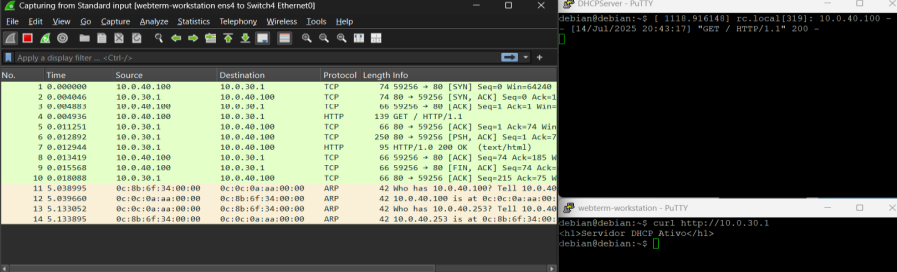 Capturing from Standard input [webterm-workstation ens4 to Switch4 Ethernet0]
File Edit View Go Capture Analyze Statistics Telephony Wireless Tools Help
Apply a display filter ... <Ctrl-/>
No. Time Source Destination Protocol Length Info
1 0.000000 10.0.40.100 10.0.30.1 TCP 74 59256 → 80 [SYN] Seq=0 Win=64240
2 0.004046 10.0.30.1 10.0.40.100 TCP 74 80 → 59256 [SYN, ACK] Seq=0 Ack=1
3 0.004883 10.0.40.100 10.0.30.1 TCP 66 59256 → 80 [ACK] Seq=1 Ack=1 Win
4 0.004936 10.0.40.100 10.0.30.1 HTTP 139 GET / HTTP/1.1
5 0.011251 10.0.30.1 10.0.40.100 TCP 66 80 → 59256 [ACK] Seq=1 Ack=74 Win
6 0.012892 10.0.30.1 10.0.40.100 TCP 250 80 → 59256 [PSH, ACK] Seq=1 Ack=7
7 0.012944 10.0.30.1 10.0.40.100 HTTP 95 HTTP/1.0 200 OK (text/html)
8 0.013419 10.0.40.100 10.0.30.1 TCP 66 59256 → 80 [ACK] Seq=74 Ack=185 W
9 0.015568 10.0.40.100 10.0.30.1 TCP 66 59256 → 80 [FIN, ACK] Seq=74 Ack=
10 0.018088 10.0.30.1 10.0.40.100 TCP 66 80 → 59256 [ACK] Seq=215 Ack=75 W
11 5.038995 0c:8b:6f:34:00:00 0c:0c:0a:aa:00:00 ARP 42 Who has 10.0.40.100? Tell 10.0.40
12 5.039660 0c:0c:0a:aa:00:00 0c:8b:6f:34:00:00 ARP 42 10.0.40.100 is at 0c:0c:0a:aa:00:
13 5.133052 0c:0c:0a:aa:00:00 0c:8b:6f:34:00:00 ARP 42 Who has 10.0.40.253? Tell 10.0.40
14 5.133895 0c:8b:6f:34:00:00 0c:0c:0a:aa:00:00 ARP 42 10.0.40.253 is at 0c:8b:6f:34:00:
DHCPServer - PuTTY
debian@debian:~$ [ 1118.916148] rc.local[319]: 10.0.40.100 -
- [14/Jul/2025 20:43:17] "GET / HTTP/1.1" 200 -
webterm-workstation - PuTTY
debian@debian:~$ curl http://10.0.30.1
<h1>Servidor DHCP Ativo</h1>
debian@debian:~$